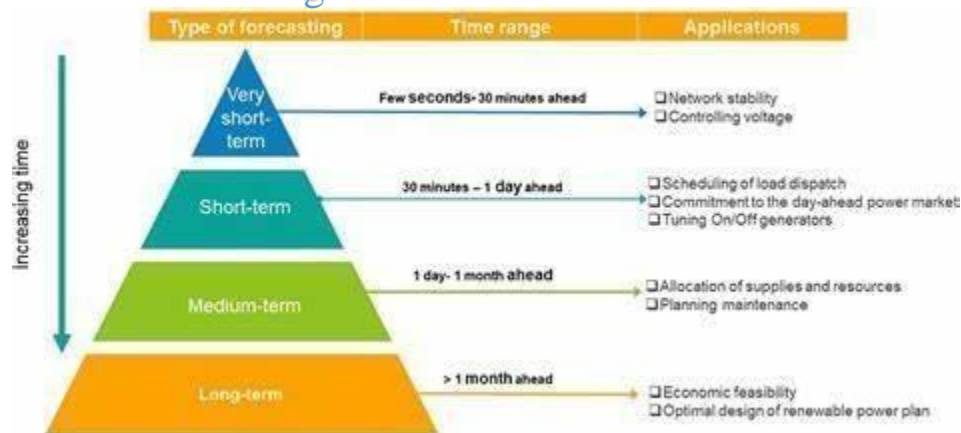 Type of forecasting Time range Applications
Increasing time
Very
short-
term
Few seconds- 30 minutes ahead
❑Network stability
❑Controlling voltage
Short-term
30 minutes – 1 day ahead
❑Scheduling of load dispatch
❑Commitment to the day-ahead power market
❑Tuning On/Off generators
Medium-term
1 day- 1 month ahead
❑Allocation of supplies and resources
❑Planning maintenance
Long-term
> 1 month ahead
❑Economic feasibility
❑Optimal design of renewable power plan